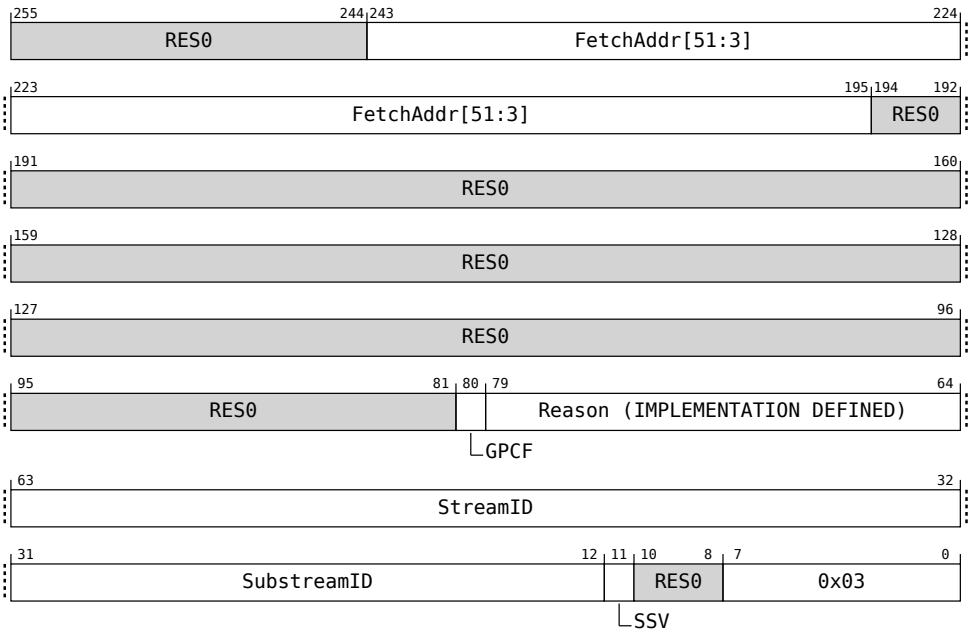 255 244 243 224
RES0 FetchAddr[51:3]
223 195 194 192
FetchAddr[51:3] RES0
191 160
RES0
159 128
RES0
127 96
RES0
95 81 80 79 64
RES0 Reason (IMPLEMENTATION DEFINED)
GPCF
63 32
StreamID
31 12 11 10 8 7 0
SubstreamID RES0 0x03
SSV